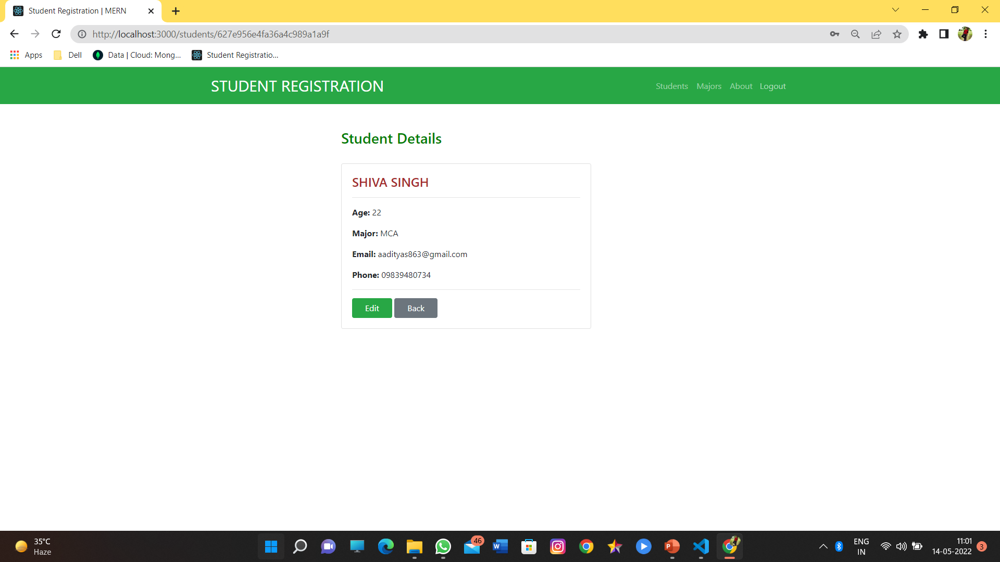 Student Registration | MERN
http://localhost:3000/students/627e956e4fa36a4c989a1a9f
Apps Dell Data | Cloud: Mong... Student Registratio...
STUDENT REGISTRATION Students Majors About Logout
Student Details
SHIVA SINGH
Age: 22
Major: MCA
Email: aadityas863@gmail.com
Phone: 09839480734
Edit Back
35°C
Haze
46
W
P
ENG
IN
11:01
14-05-2022
3